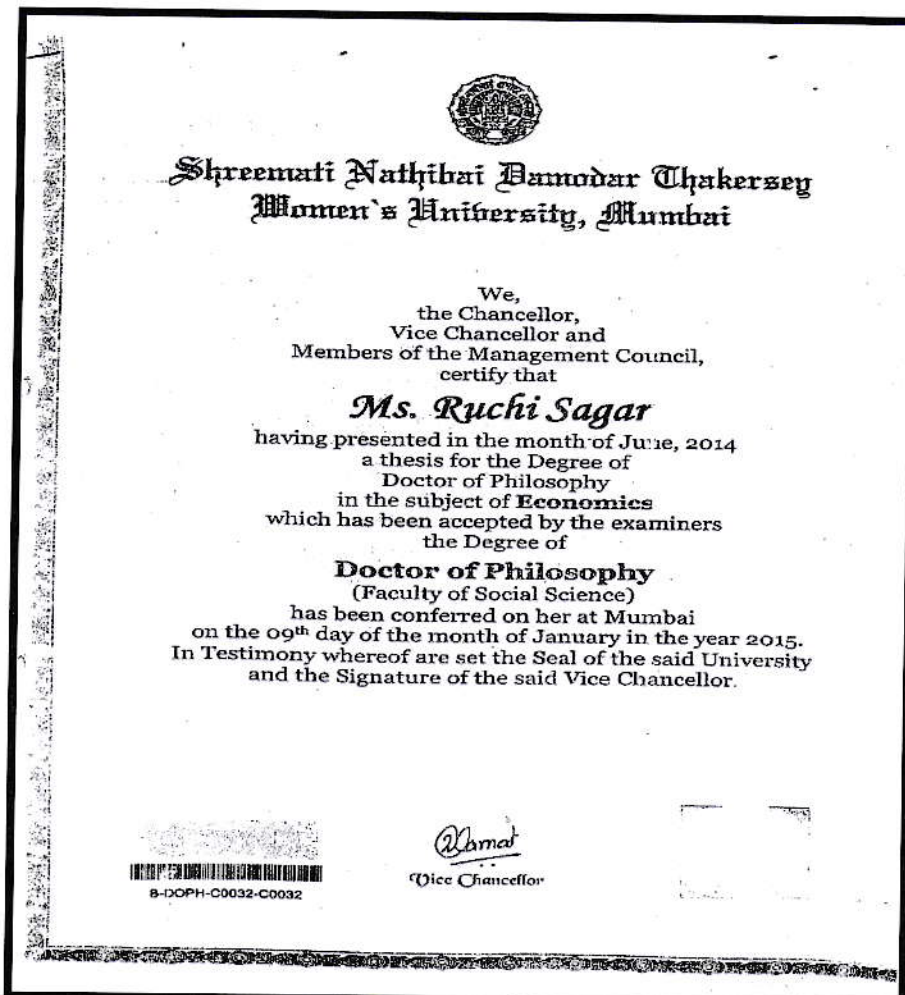 Shreemati Nathibai Damodar Thakersey
Women`s University, Mumbai
We,
the Chancellor,
Vice Chancellor and
Members of the Management Council,
certify that
Ms. Ruchi Sagar
having presented in the month of June, 2014
a thesis for the Degree of
Doctor of Philosophy
in the subject of Economics
which has been accepted by the examiners
the Degree of
Doctor of Philosophy
(Faculty of Social Science)
has been conferred on her at Mumbai
on the 09th day of the month of January in the year 2015.
In Testimony whereof are set the Seal of the said University
and the Signature of the said Vice Chancellor.
8-DOPH-C0032-C0032
Vice Chancellor